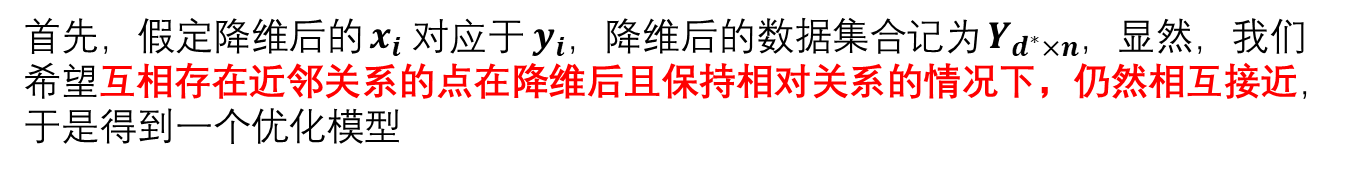 首先，假定降维后的 xᵢ 对应于 yᵢ，降维后的数据集合记为 Y_{d*×n}，显然，我们
希望互相存在近邻关系的点在降维后且保持相对关系的情况下，仍然相互接近，
于是得到一个优化模型